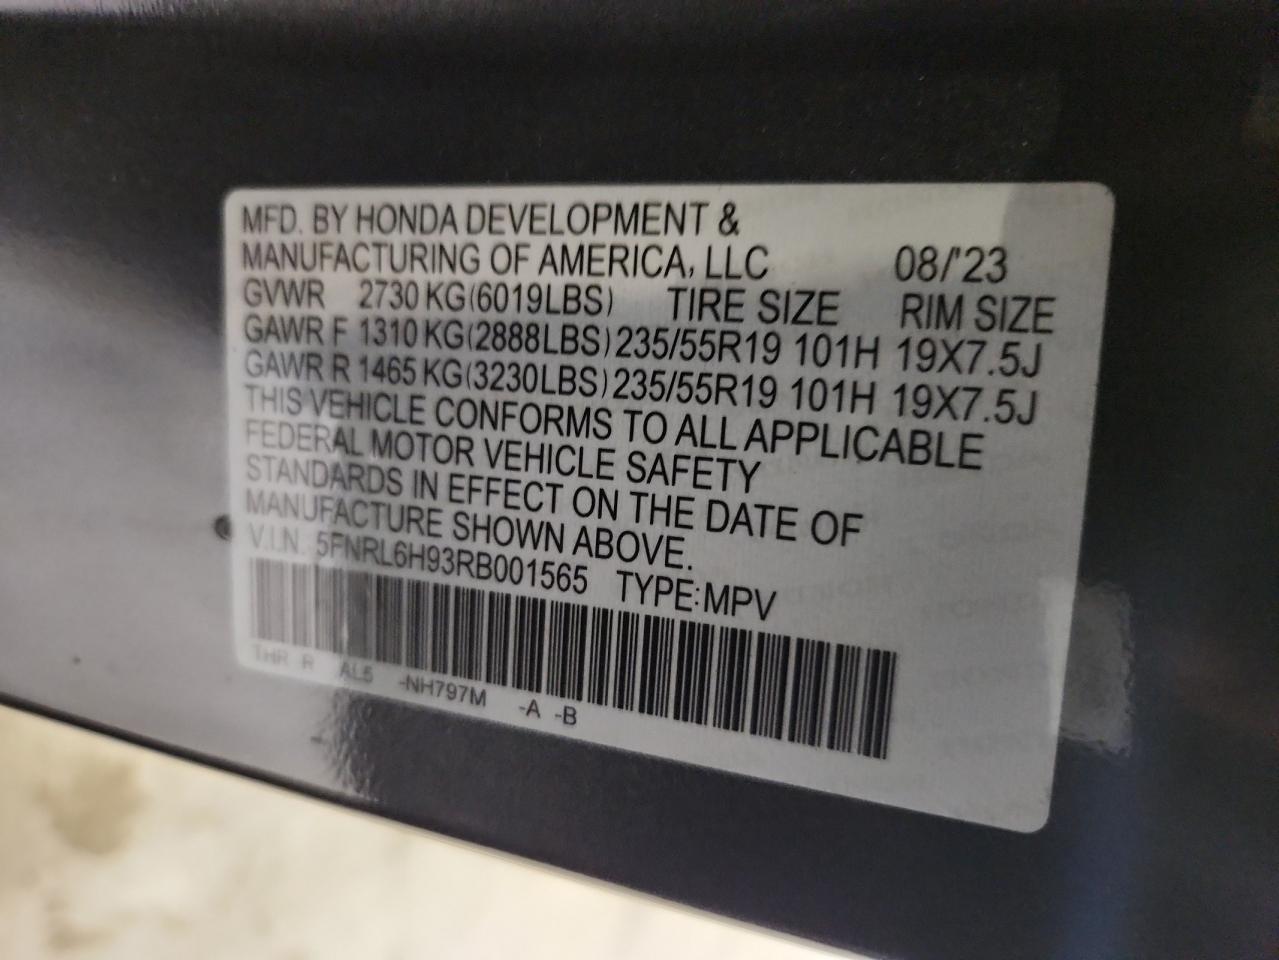 MFD. BY HONDA DEVELOPMENT &
MANUFACTURING OF AMERICA, LLC 08/'23
GVWR 2730 KG(6019LBS) TIRE SIZE RIM SIZE
GAWR F 1310 KG(2888LBS) 235/55R19 101H 19X7.5J
GAWR R 1465 KG(3230LBS) 235/55R19 101H 19X7.5J
THIS VEHICLE CONFORMS TO ALL APPLICABLE
FEDERAL MOTOR VEHICLE SAFETY
STANDARDS IN EFFECT ON THE DATE OF
MANUFACTURE SHOWN ABOVE.
V.I.N. 5FNRL6H93RB001565 TYPE:MPV
THR R AL5 -NH797M -A -B